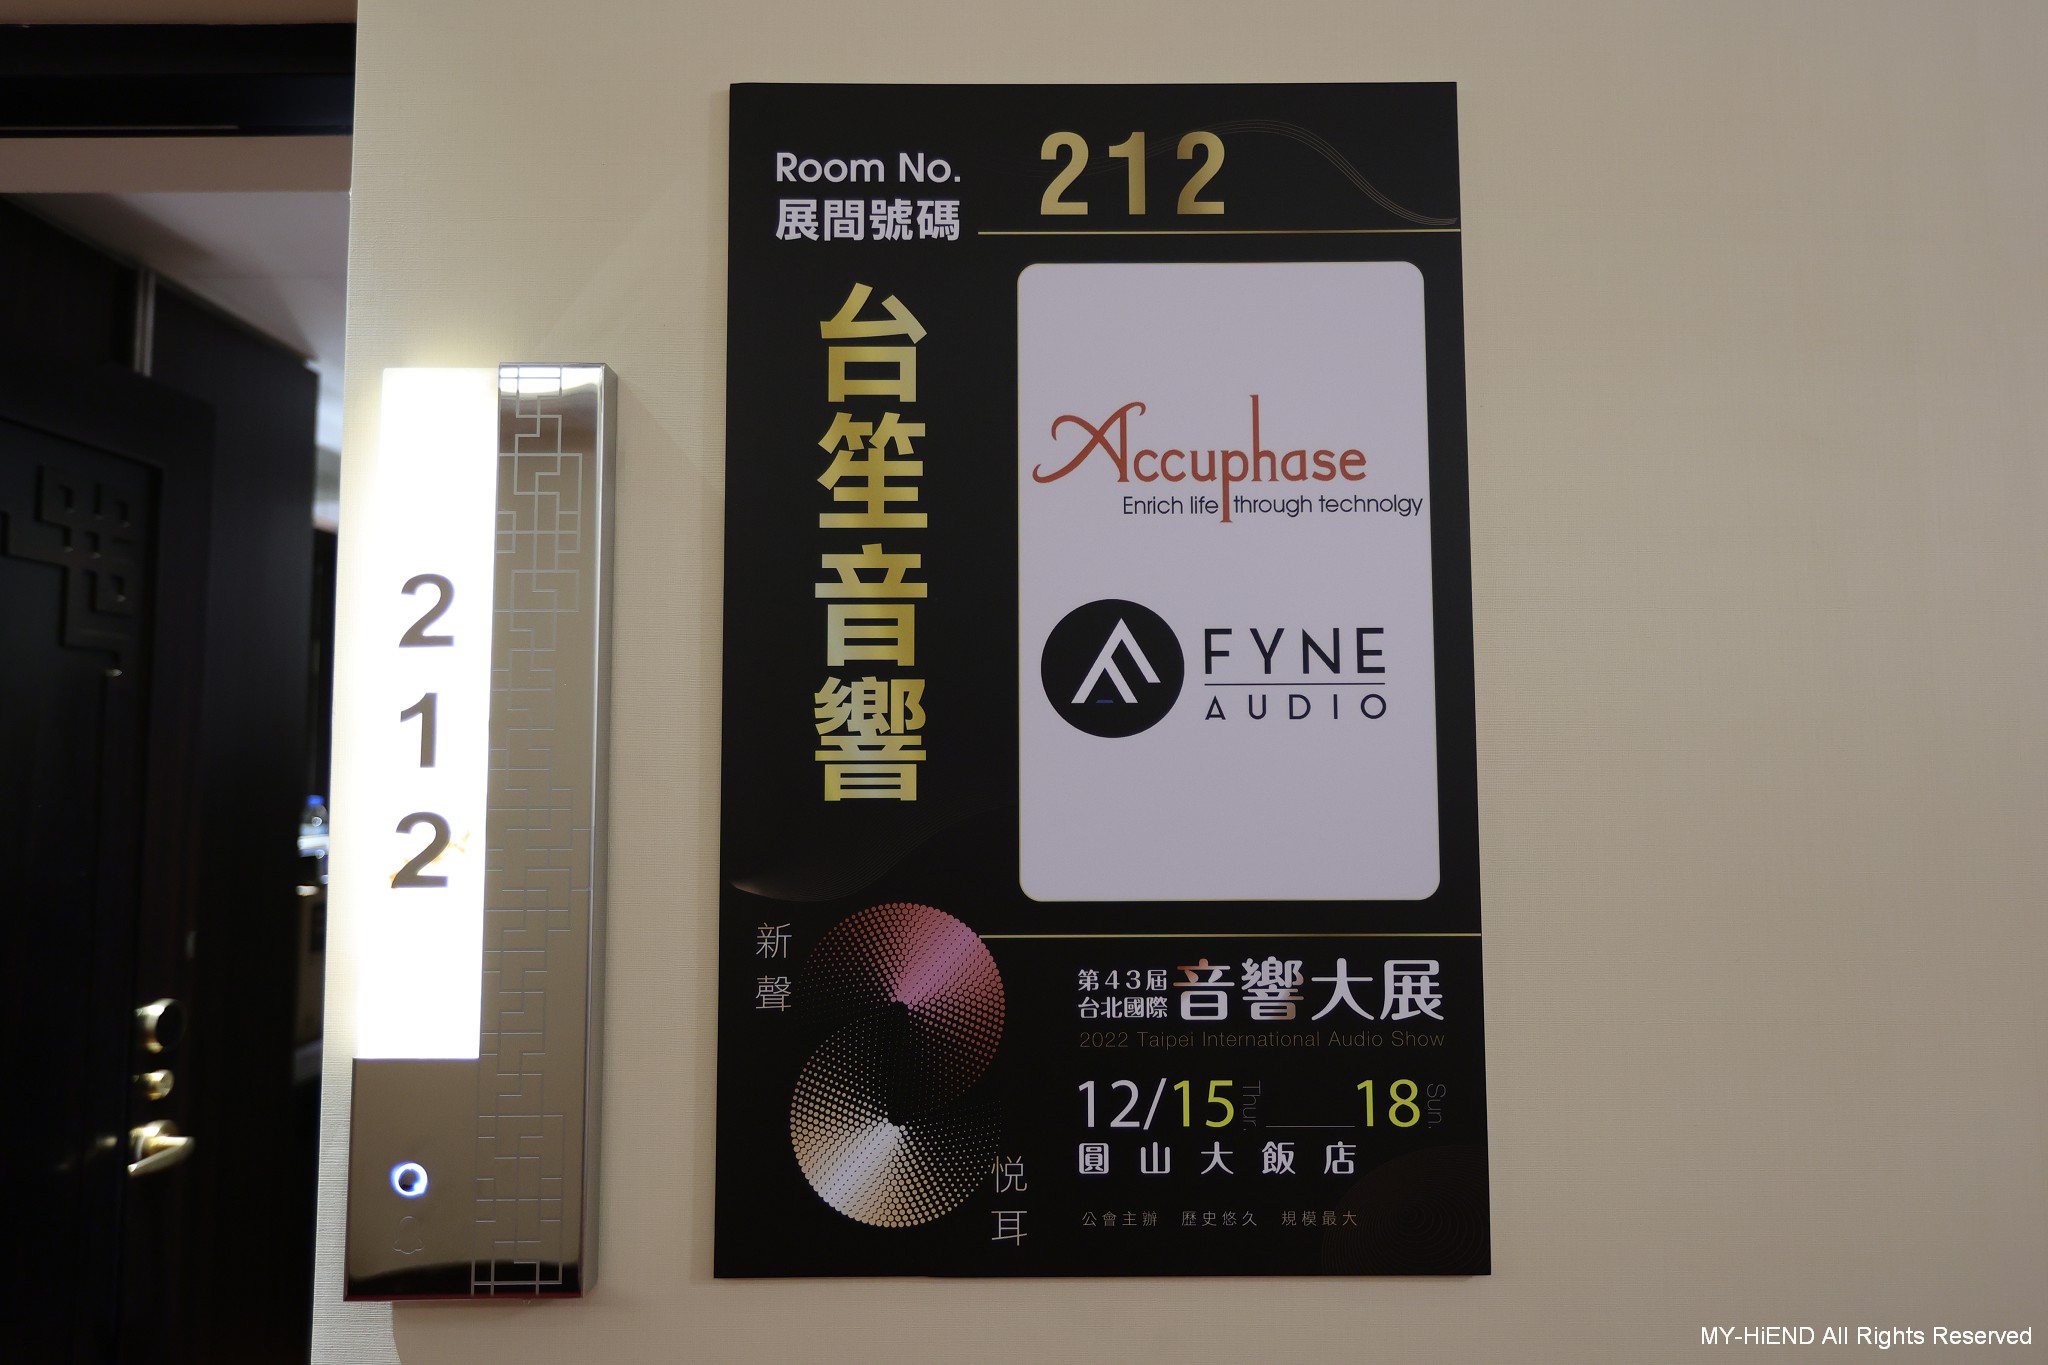 2
1
2
Room No.
展間號碼
212
台笙音響
Accuphase
Enrich life through technolgy
FYNE
AUDIO
新聲
悦耳
第43屆
台北國際
音響大展
2022 Taipei International Audio Show
12/15 Thur. 18 Sun.
圓山大飯店
公會主辦 歷史悠久 規模最大
MY-HiEND All Rights Reserved